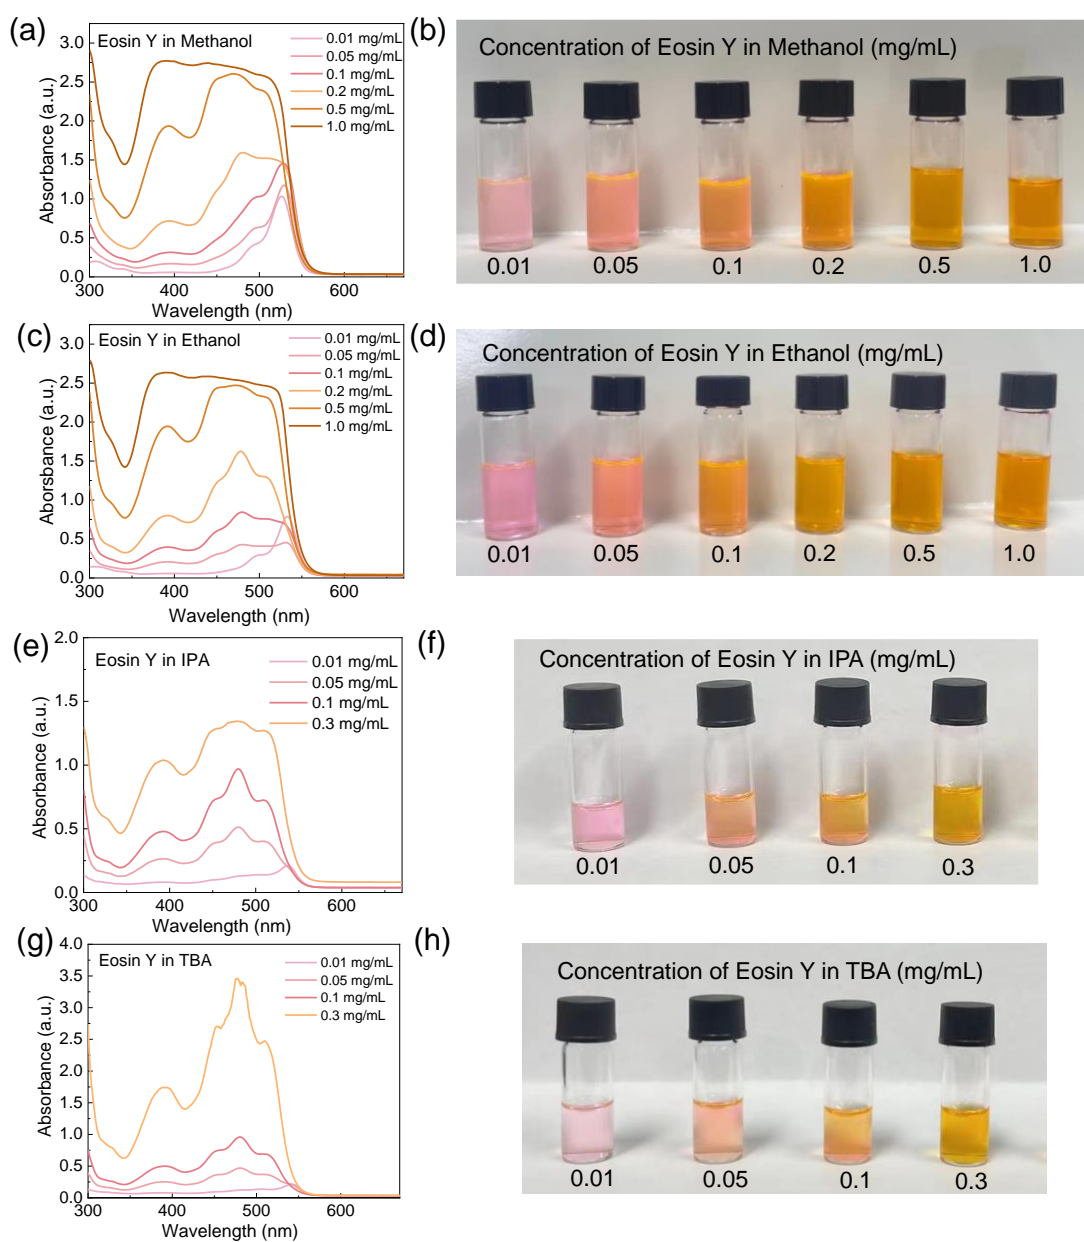 (a)
Eosin Y in Methanol
0.01 mg/mL
0.05 mg/mL
0.1 mg/mL
0.2 mg/mL
0.5 mg/mL
1.0 mg/mL
Absorbance (a.u.)
3.0
2.5
2.0
1.5
1.0
0.5
0.0
300 400 500 600
Wavelength (nm)
(b)
Concentration of Eosin Y in Methanol (mg/mL)
0.01 0.05 0.1 0.2 0.5 1.0
(c)
Eosin Y in Ethanol
0.01 mg/mL
0.05 mg/mL
0.1 mg/mL
0.2 mg/mL
0.5 mg/mL
1.0 mg/mL
Aborsbance (a.u.)
3.0
2.5
2.0
1.5
1.0
0.5
0.0
300 400 500 600
Wavelength (nm)
(d)
Concentration of Eosin Y in Ethanol (mg/mL)
0.01 0.05 0.1 0.2 0.5 1.0
(e)
Eosin Y in IPA
0.01 mg/mL
0.05 mg/mL
0.1 mg/mL
0.3 mg/mL
Absorbance (a.u.)
2.0
1.5
1.0
0.5
0.0
300 400 500 600
Wavelength (nm)
(f)
Concentration of Eosin Y in IPA (mg/mL)
0.01 0.05 0.1 0.3
(g)
Eosin Y in TBA
0.01 mg/mL
0.05 mg/mL
0.1 mg/mL
0.3 mg/mL
Absorbance (a.u.)
4.0
3.5
3.0
2.5
2.0
1.5
1.0
0.5
0.0
300 400 500 600
Wavelength (nm)
(h)
Concentration of Eosin Y in TBA (mg/mL)
0.01 0.05 0.1 0.3